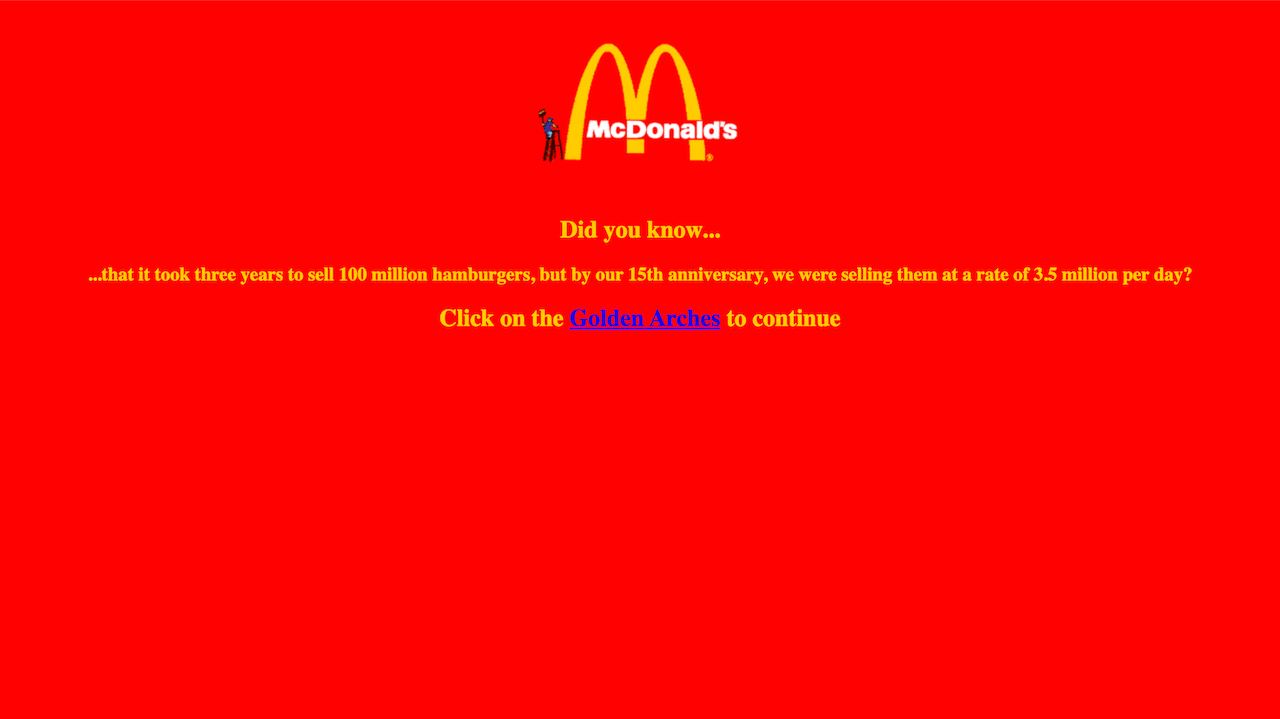 McDonald's
®
Did you know...
...that it took three years to sell 100 million hamburgers, but by our 15th anniversary, we were selling them at a rate of 3.5 million per day?
Click on the Golden Arches to continue